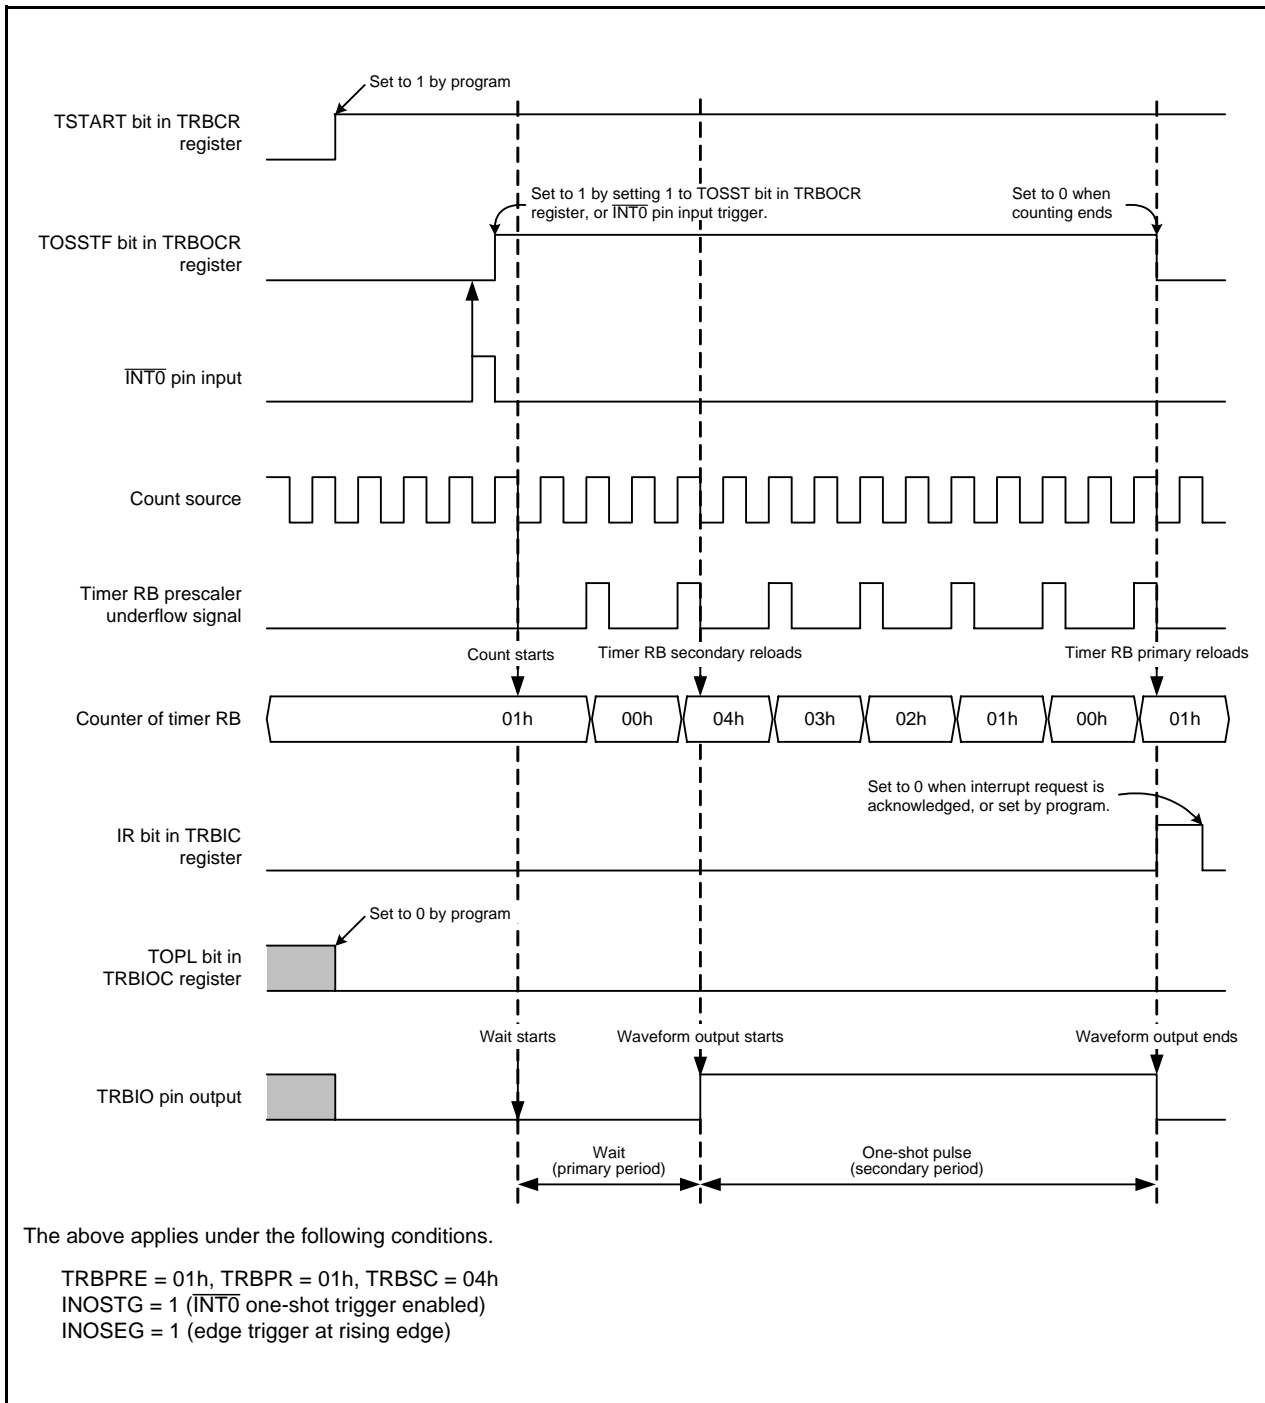 Set to 1 by program
TSTART bit in TRBCR
register
Set to 1 by setting 1 to TOSST bit in TRBOCR
register, or INT0 pin input trigger.
Set to 0 when
counting ends
TOSSTF bit in TRBOCR
register
INT0 pin input
Count source
Timer RB prescaler
underflow signal
Count starts
Timer RB secondary reloads
Timer RB primary reloads
Counter of timer RB
01h
00h
04h
03h
02h
01h
00h
01h
Set to 0 when interrupt request is
acknowledged, or set by program.
IR bit in TRBIC
register
Set to 0 by program
TOPL bit in
TRBIOC register
Wait starts
Waveform output starts
Waveform output ends
TRBIO pin output
Wait
(primary period)
One-shot pulse
(secondary period)
The above applies under the following conditions.
TRBPRE = 01h, TRBPR = 01h, TRBSC = 04h
INOSTG = 1 (INT0 one-shot trigger enabled)
INOSEG = 1 (edge trigger at rising edge)